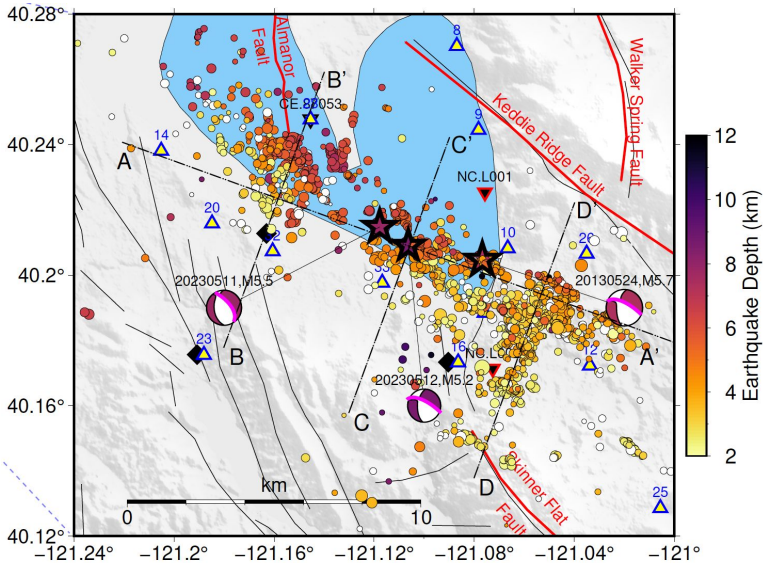 40.28°
40.24°
40.2°
40.16°
40.12°
−121.24
−121.2°
−121.16°
−121.12°
−121.08°
−121.04°
−121°
8
Almanor
Fault
B’
CE.
053
Walker Spring Fault
9
Keddie Ridge Fault
14
A
C’
NC.L001
D’
20
10
20230511,M5.5
20130524,M5.7
23
B
16
NC.L0
12
A’
20230512,M5.2
C
D
km
0
10
Skinner Flat
Fault
25
12
10
8
6
4
2
Earthquake Depth (km)